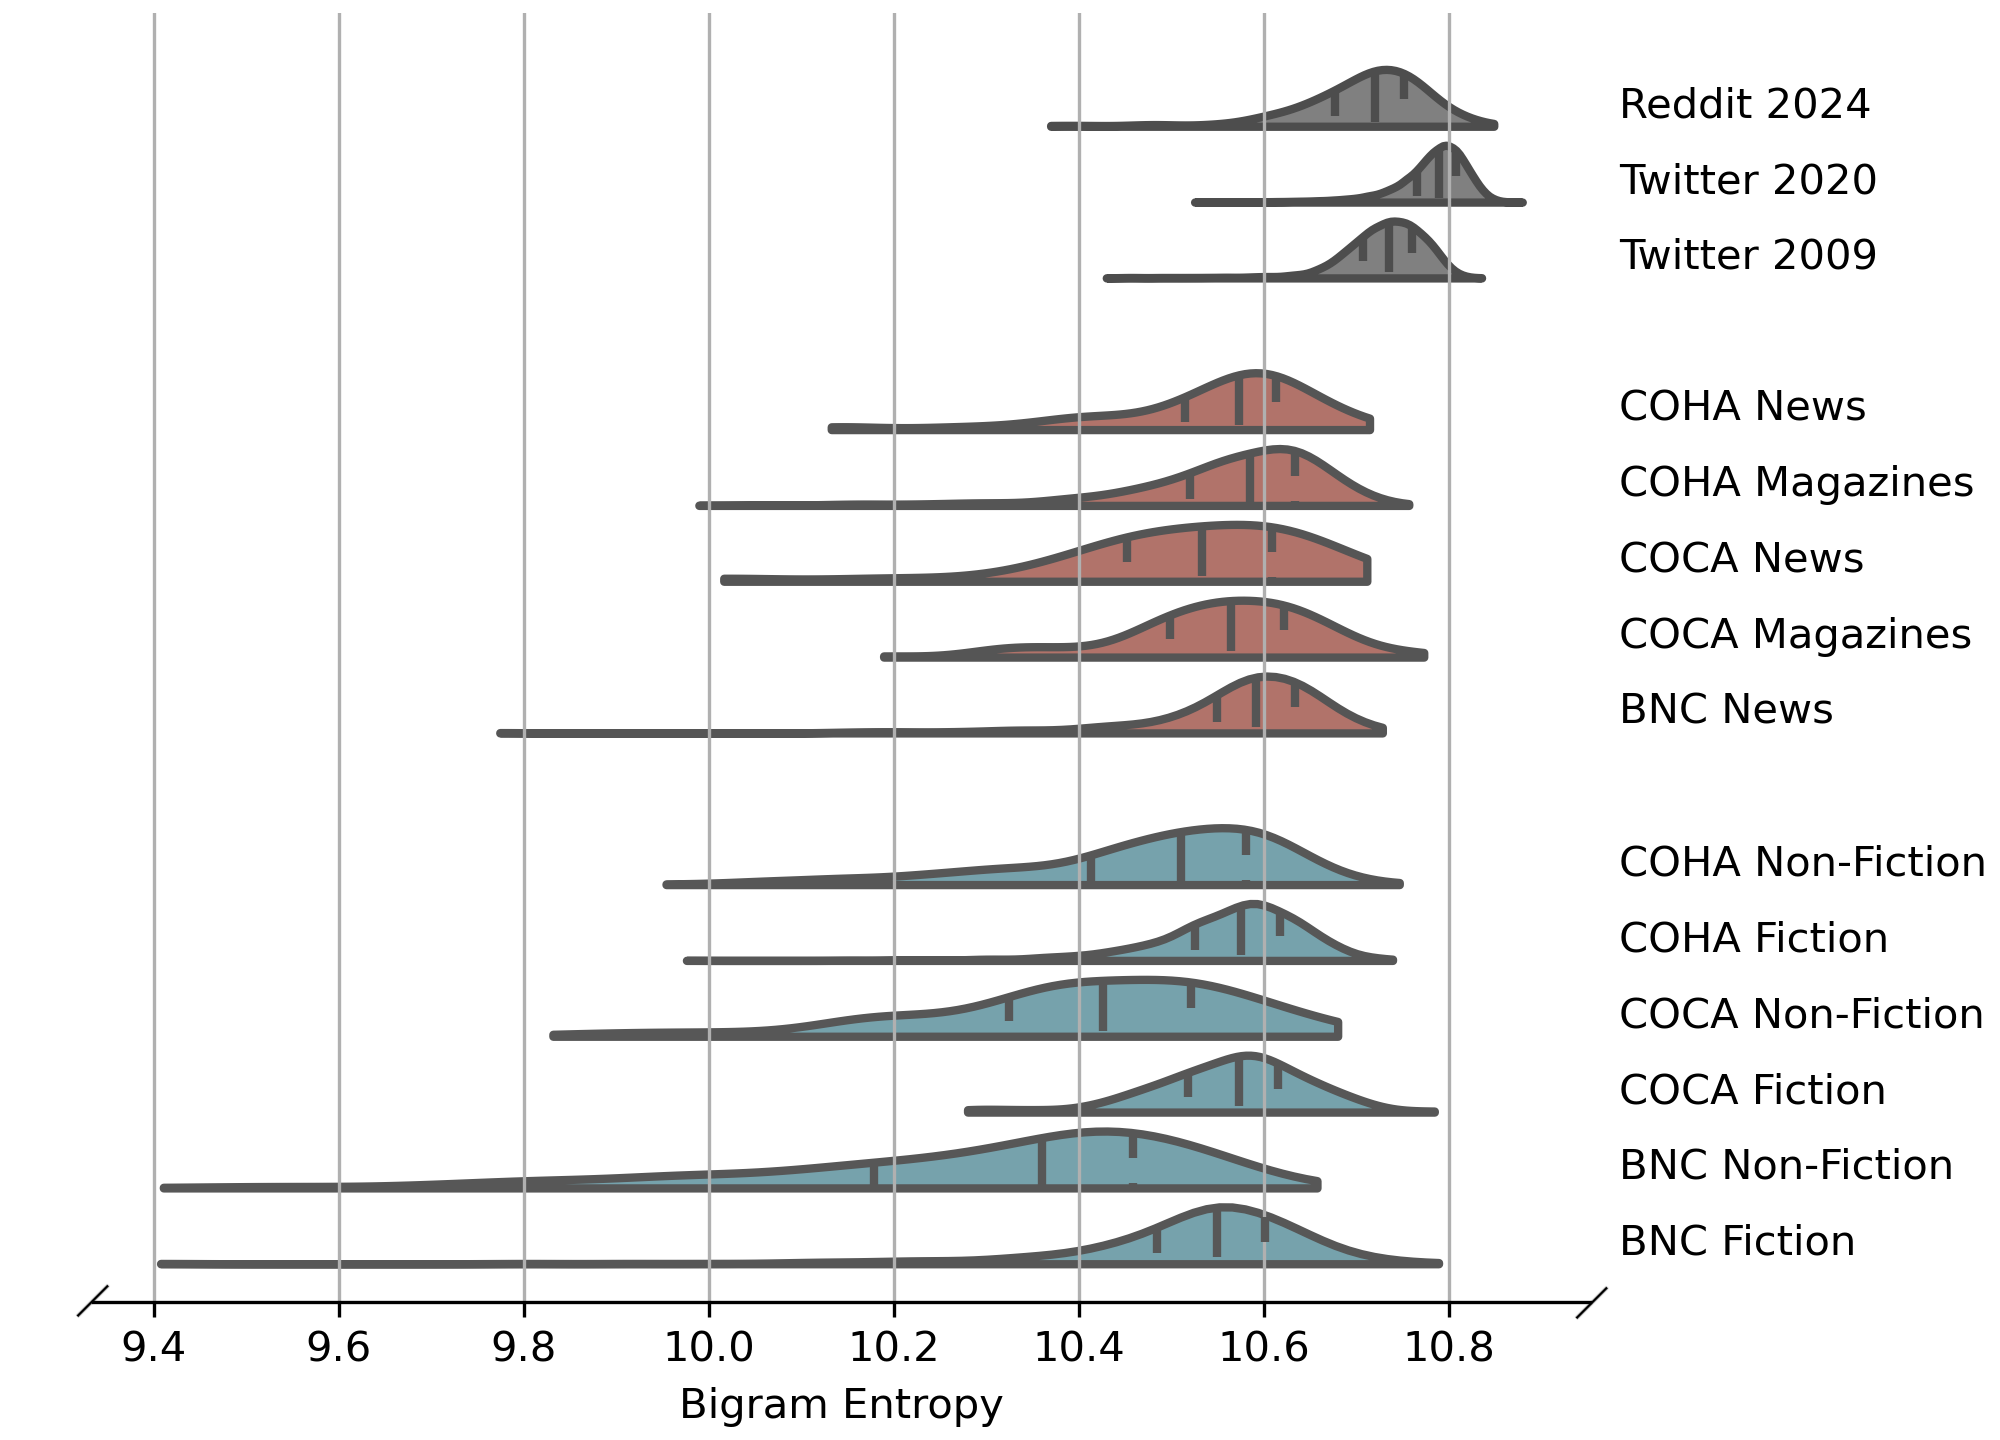 Reddit 2024
Twitter 2020
Twitter 2009
COHA News
COHA Magazines
COCA News
COCA Magazines
BNC News
COHA Non-Fiction
COHA Fiction
COCA Non-Fiction
COCA Fiction
BNC Non-Fiction
BNC Fiction
9.4 9.6 9.8 10.0 10.2 10.4 10.6 10.8
Bigram Entropy